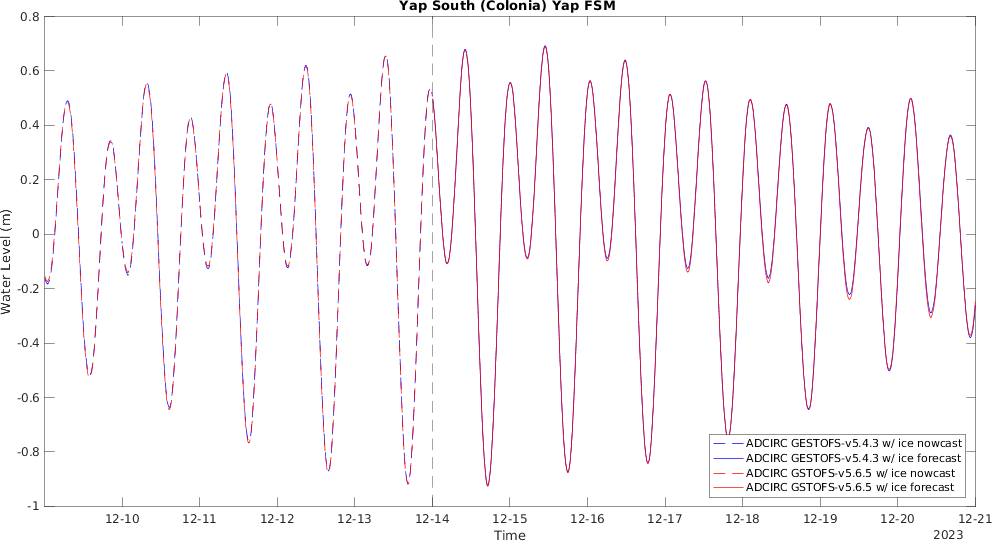 Yap South (Colonia) Yap FSM
0.8
0.6
0.4
0.2
0
-0.2
-0.4
-0.6
-0.8
-1
Water Level (m)
ADCIRC GESTOFS-v5.4.3 w/ ice nowcast
ADCIRC GESTOFS-v5.4.3 w/ ice forecast
ADCIRC GSTOFS-v5.6.5 w/ ice nowcast
ADCIRC GSTOFS-v5.6.5 w/ ice forecast
12-10 12-11 12-12 12-13 12-14 12-15 12-16 12-17 12-18 12-19 12-20 12-21
Time
2023